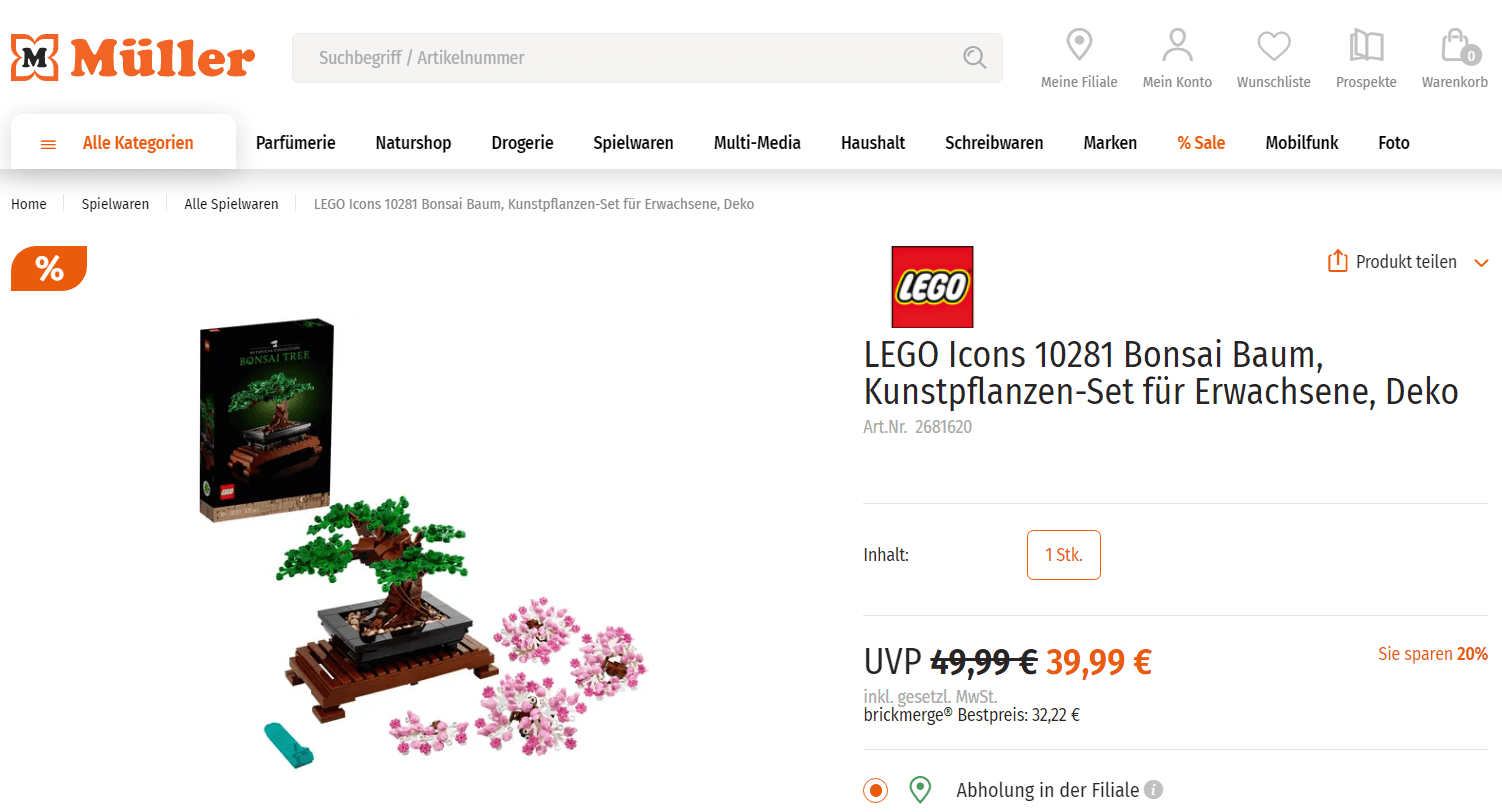 M Müller
Suchbegriff / Artikelnummer
Meine Filiale
Mein Konto
Wunschliste
Prospekte
0
Warenkorb
Alle Kategorien
Parfümerie
Naturshop
Drogerie
Spielwaren
Multi-Media
Haushalt
Schreibwaren
Marken
% Sale
Mobilfunk
Foto
Home
Spielwaren
Alle Spielwaren
LEGO Icons 10281 Bonsai Baum, Kunstpflanzen-Set für Erwachsene, Deko
%
BOTANICAL COLLECTION
BONSAI TREE
LEGO
LEGO
Produkt teilen
LEGO Icons 10281 Bonsai Baum,
Kunstpflanzen-Set für Erwachsene, Deko
Art.Nr. 2681620
Inhalt:
1 Stk.
UVP 49,99 € 39,99 €
Sie sparen 20%
inkl. gesetzl. MwSt.
brickmerge® Bestpreis: 32,22 €
Abholung in der Filiale i